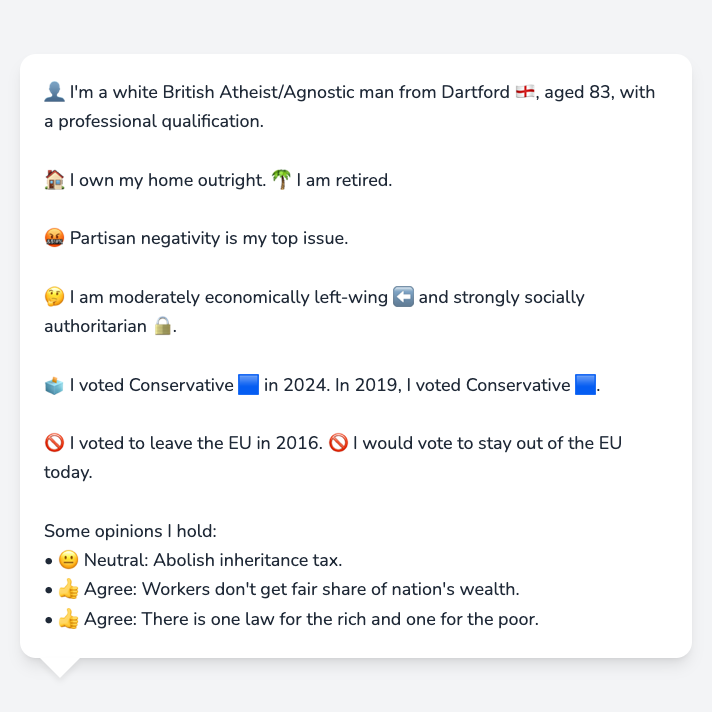 👤 I'm a white British Atheist/Agnostic man from Dartford 🏴󠁧󠁢󠁥󠁮󠁧󠁿, aged 83, with
a professional qualification.
🏠 I own my home outright. 🌴 I am retired.
🤬 Partisan negativity is my top issue.
🤔 I am moderately economically left-wing ⬅️ and strongly socially
authoritarian 🔒.
🗳️ I voted Conservative 🟦 in 2024. In 2019, I voted Conservative 🟦.
🚫 I voted to leave the EU in 2016. 🚫 I would vote to stay out of the EU
today.
Some opinions I hold:
• 😐 Neutral: Abolish inheritance tax.
• 👍 Agree: Workers don't get fair share of nation's wealth.
• 👍 Agree: There is one law for the rich and one for the poor.